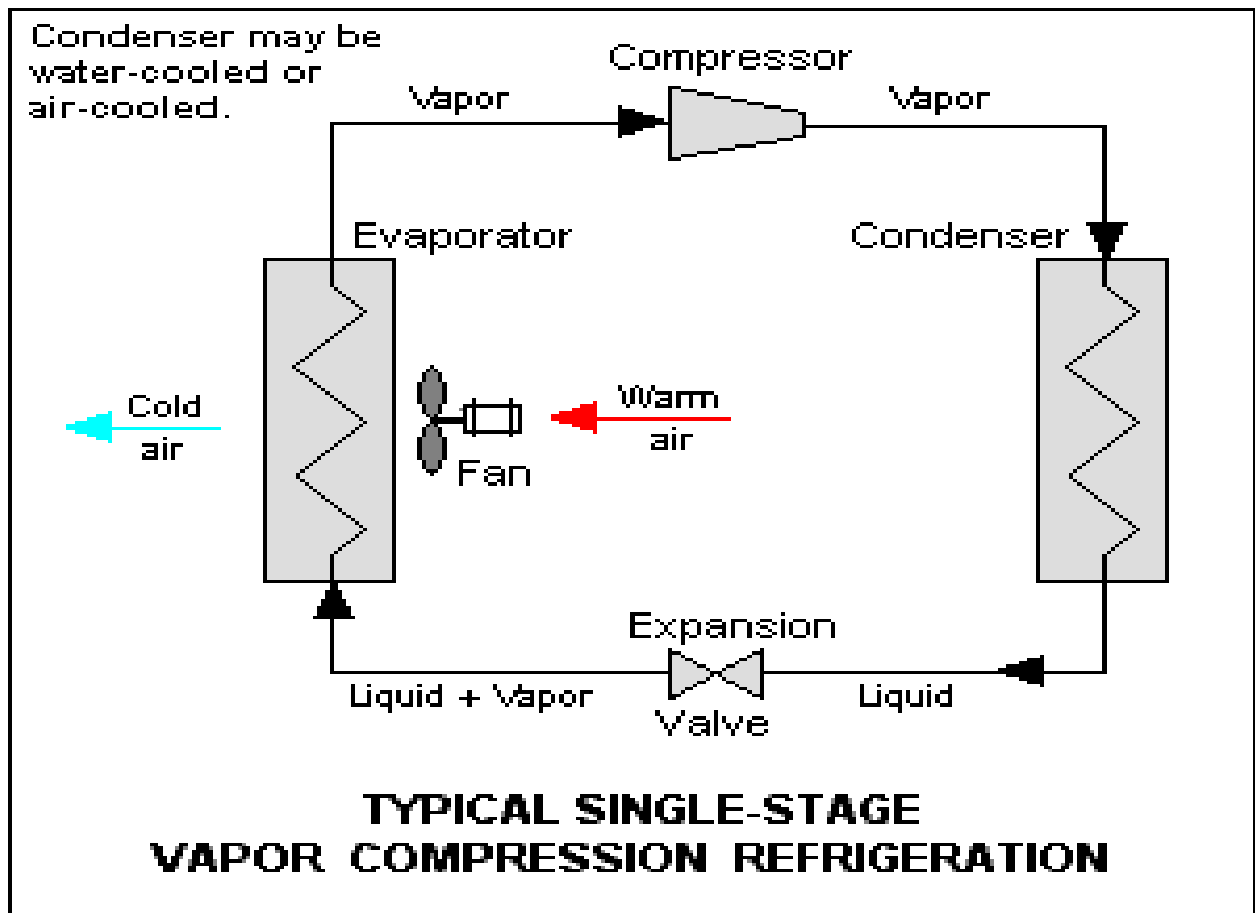 Condenser may be
water-cooled or
air-cooled.
Compressor
Vapor
Vapor
Evaporator
Condenser
Cold
air
Warm
air
Fan
Expansion
Valve
Liquid + Vapor
Liquid
TYPICAL SINGLE-STAGE
VAPOR COMPRESSION REFRIGERATION